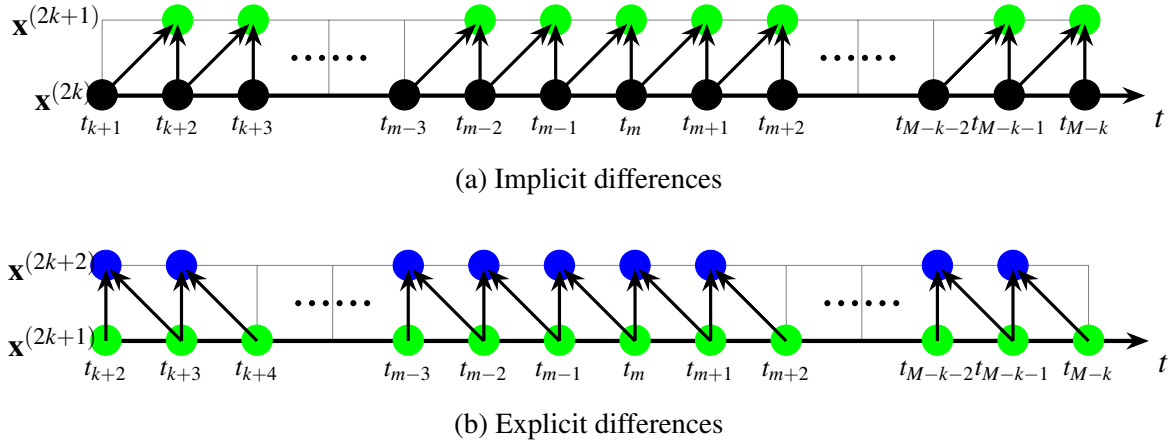 x^(2k+1)
x^(2k)
t_{k+1} t_{k+2} t_{k+3} ...... t_{m−3} t_{m−2} t_{m−1} t_m t_{m+1} t_{m+2} ...... t_{M−k−2} t_{M−k−1} t_{M−k} t
(a) Implicit differences
x^(2k+2)
x^(2k+1)
t_{k+2} t_{k+3} t_{k+4} ...... t_{m−3} t_{m−2} t_{m−1} t_m t_{m+1} t_{m+2} ...... t_{M−k−2} t_{M−k−1} t_{M−k} t
(b) Explicit differences